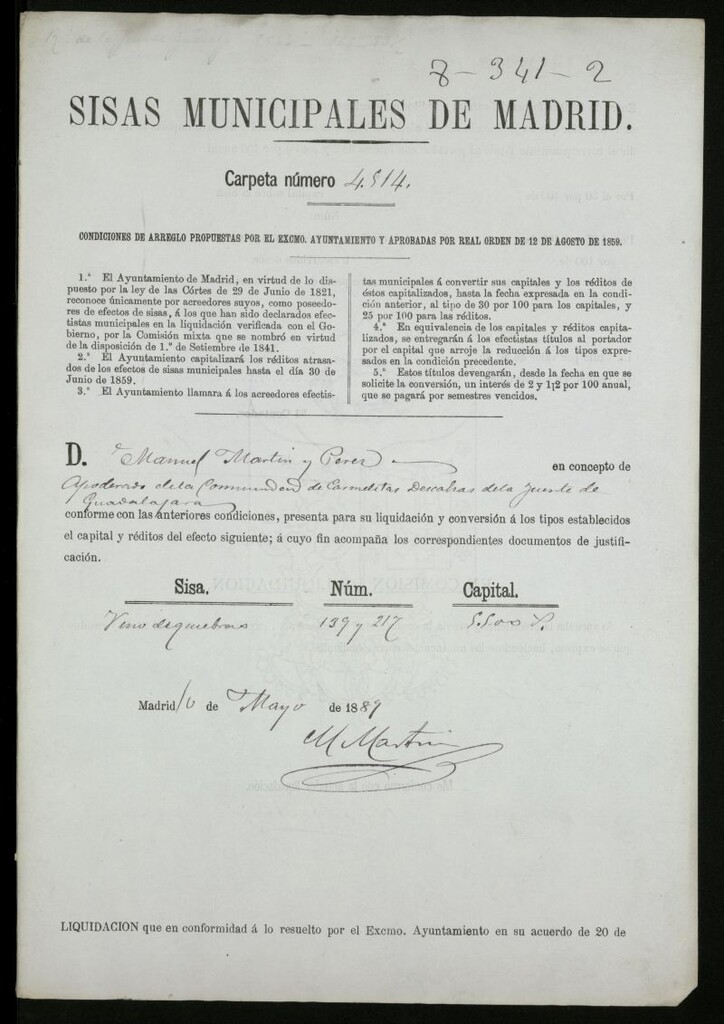 8-341-2
SISAS MUNICIPALES DE MADRID.
Carpeta número 4.514.
CONDICIONES DE ARREGLO PROPUESTAS POR EL EXCMO. AYUNTAMIENTO Y APROBADAS POR REAL ORDEN DE 12 DE AGOSTO DE 1859.
1.ª El Ayuntamiento de Madrid, en virtud de lo dis-
puesto por la ley de las Córtes de 29 de Junio de 1821,
reconoce únicamente por acreedores suyos, como poseedo-
res de efectos de sisas, á los que han sido declarados efec-
tistas municipales en la liquidación verificada con el Go-
bierno, por la Comisión mixta que se nombró en virtud
de la disposición de 1.º de Setiembre de 1841.
2.ª El Ayuntamiento capitalizará los réditos atrasa-
dos de los efectos de sisas municipales hasta el día 30 de
Junio de 1859.
3.ª El Ayuntamiento llamara á los acreedores efectis-
tas municipales á convertir sus capitales y los réditos de
éstos capitalizados, hasta la fecha expresada en la condi-
ción anterior, al tipo de 30 por 100 para los capitales, y
25 por 100 para las réditos.
4.ª En equivalencia de los capitales y réditos capita-
lizados, se entregarán á los efectistas títulos al portador
por el capital que arroje la reducción á los tipos expre-
sados en la condición precedente.
5.ª Estos títulos devengarán, desde la fecha en que se
solicite la conversión, un interés de 2 y 1¡2 por 100 anual,
que se pagará por semestres vencidos.
D. Manuel Martin y Perez en concepto de
Apoderado de la Comunidad de Carmelitas Descalzas de la Fuente de
Guadalajara
conforme con las anteriores condiciones, presenta para su liquidación y conversión á los tipos establecidos
el capital y réditos del efecto siguiente; á cuyo fin acompaña los correspondientes documentos de justifi-
cación.
Sisa. Núm. Capital.
Vino de quiebras 139 y 217 5.500
Madrid 10 de Mayo de 1889
M Martin
LIQUIDACION que en conformidad á lo resuelto por el Excmo. Ayuntamiento en su acuerdo de 20 de